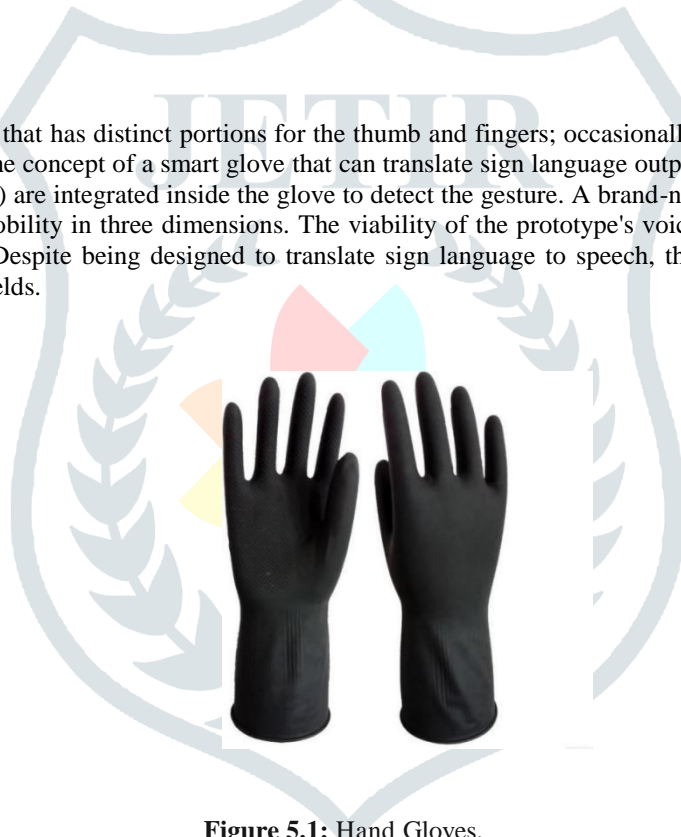 JETIR
that has distinct portions for the thumb and fingers; occasionall
he concept of a smart glove that can translate sign language outp
) are integrated inside the glove to detect the gesture. A brand-n
obility in three dimensions. The viability of the prototype's voic
Despite being designed to translate sign language to speech, th
elds.
Figure 5.1: Hand Gloves.